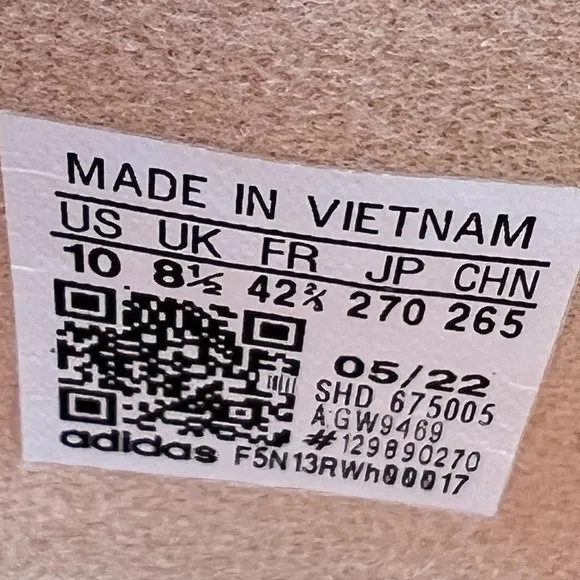 MADE IN VIETNAM
US UK FR JP CHN
10 8½ 42⅔ 270 265
05/22
SHD 675005
AGW9469
#129890270
adidas F5N13RWh00017